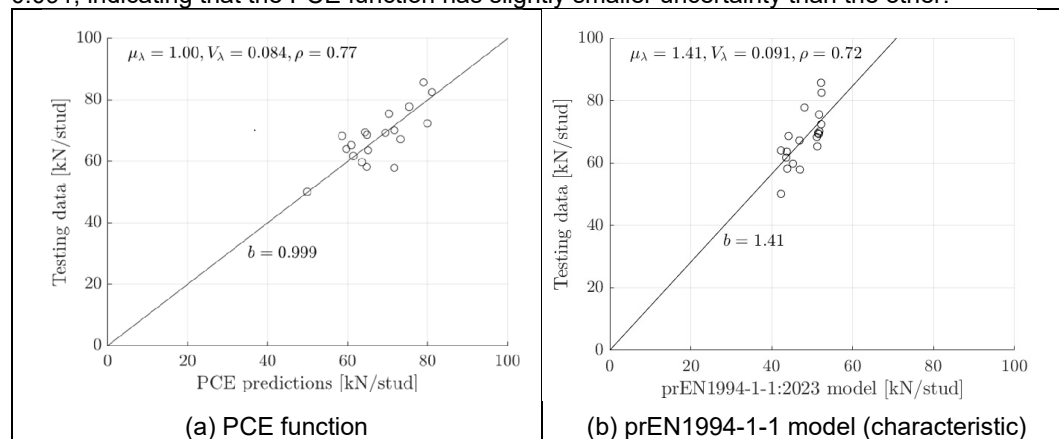 0.091, indicating that the PCE function has slightly smaller uncertainty than the other.
μλ = 1.00, Vλ = 0.084, ρ = 0.77
100
80
60
40
20
0
Testing data [kN/stud]
b = 0.999
0 20 40 60 80 100
PCE predictions [kN/stud]
(a) PCE function
μλ = 1.41, Vλ = 0.091, ρ = 0.72
100
80
60
40
20
0
Testing data [kN/stud]
b = 1.41
0 20 40 60 80 100
prEN1994-1-1:2023 model [kN/stud]
(b) prEN1994-1-1 model (characteristic)